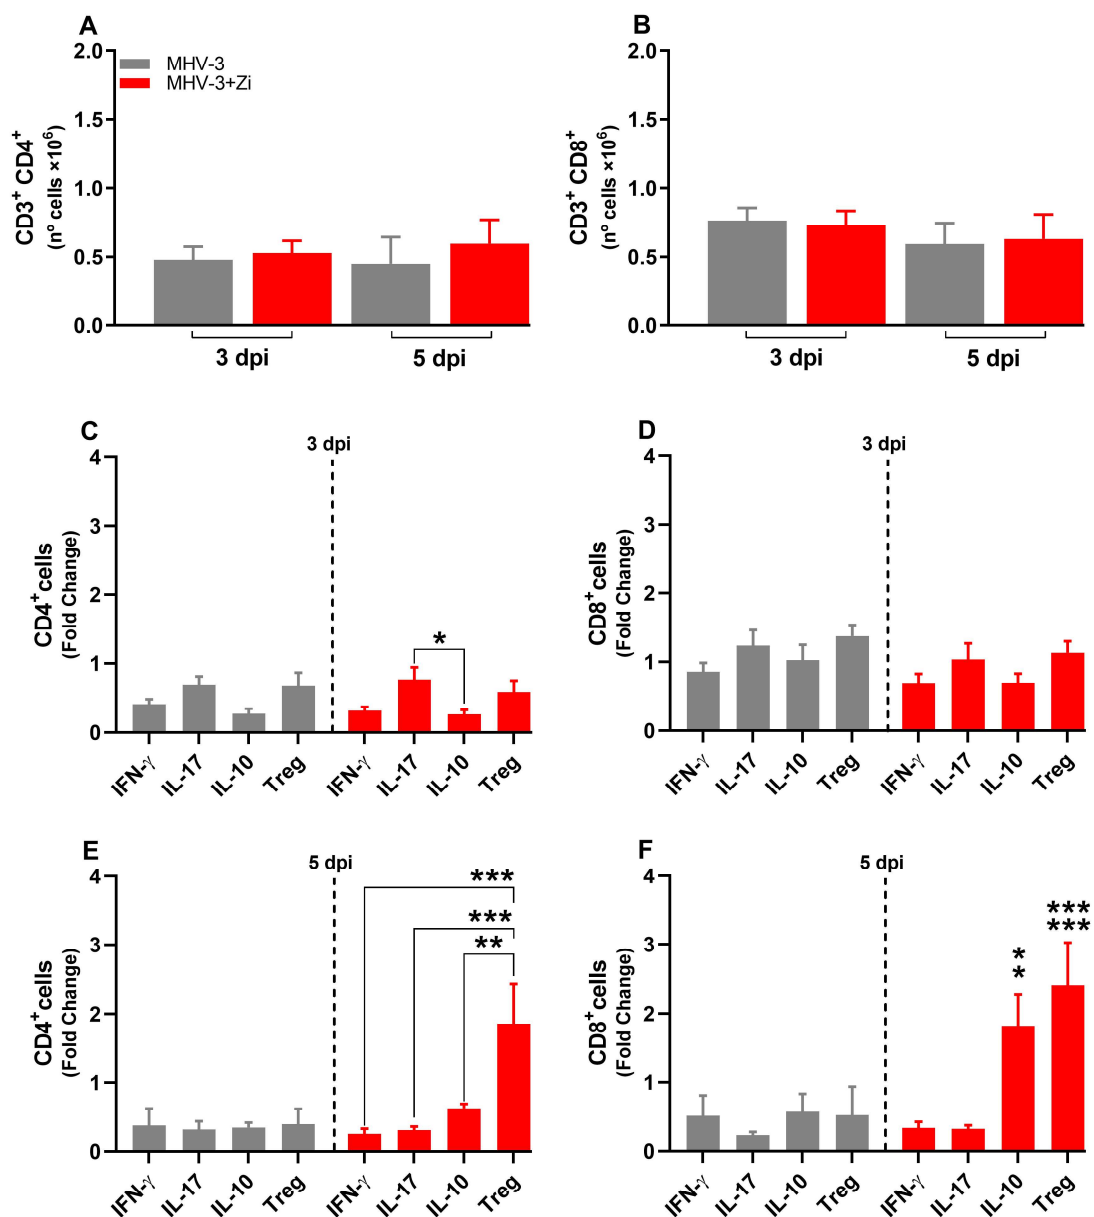 A
2.0
1.5
1.0
0.5
0.0
CD3⁺ CD4⁺
(nº cells ×10⁶)
MHV-3
MHV-3+Zi
3 dpi
5 dpi
B
2.0
1.5
1.0
0.5
0.0
CD3⁺ CD8⁺
(nº cells ×10⁶)
3 dpi
5 dpi
C
3 dpi
4
3
2
1
0
CD4⁺cells
(Fold Change)
*
IFN-γ
IL-17
IL-10
Treg
IFN-γ
IL-17
IL-10
Treg
D
3 dpi
4
3
2
1
0
CD8⁺cells
(Fold Change)
IFN-γ
IL-17
IL-10
Treg
IFN-γ
IL-17
IL-10
Treg
E
5 dpi
4
3
2
1
0
CD4⁺cells
(Fold Change)
***
***
**
IFN-γ
IL-17
IL-10
Treg
IFN-γ
IL-17
IL-10
Treg
F
5 dpi
4
3
2
1
0
CD8⁺cells
(Fold Change)
*
*
***
***
IFN-γ
IL-17
IL-10
Treg
IFN-γ
IL-17
IL-10
Treg